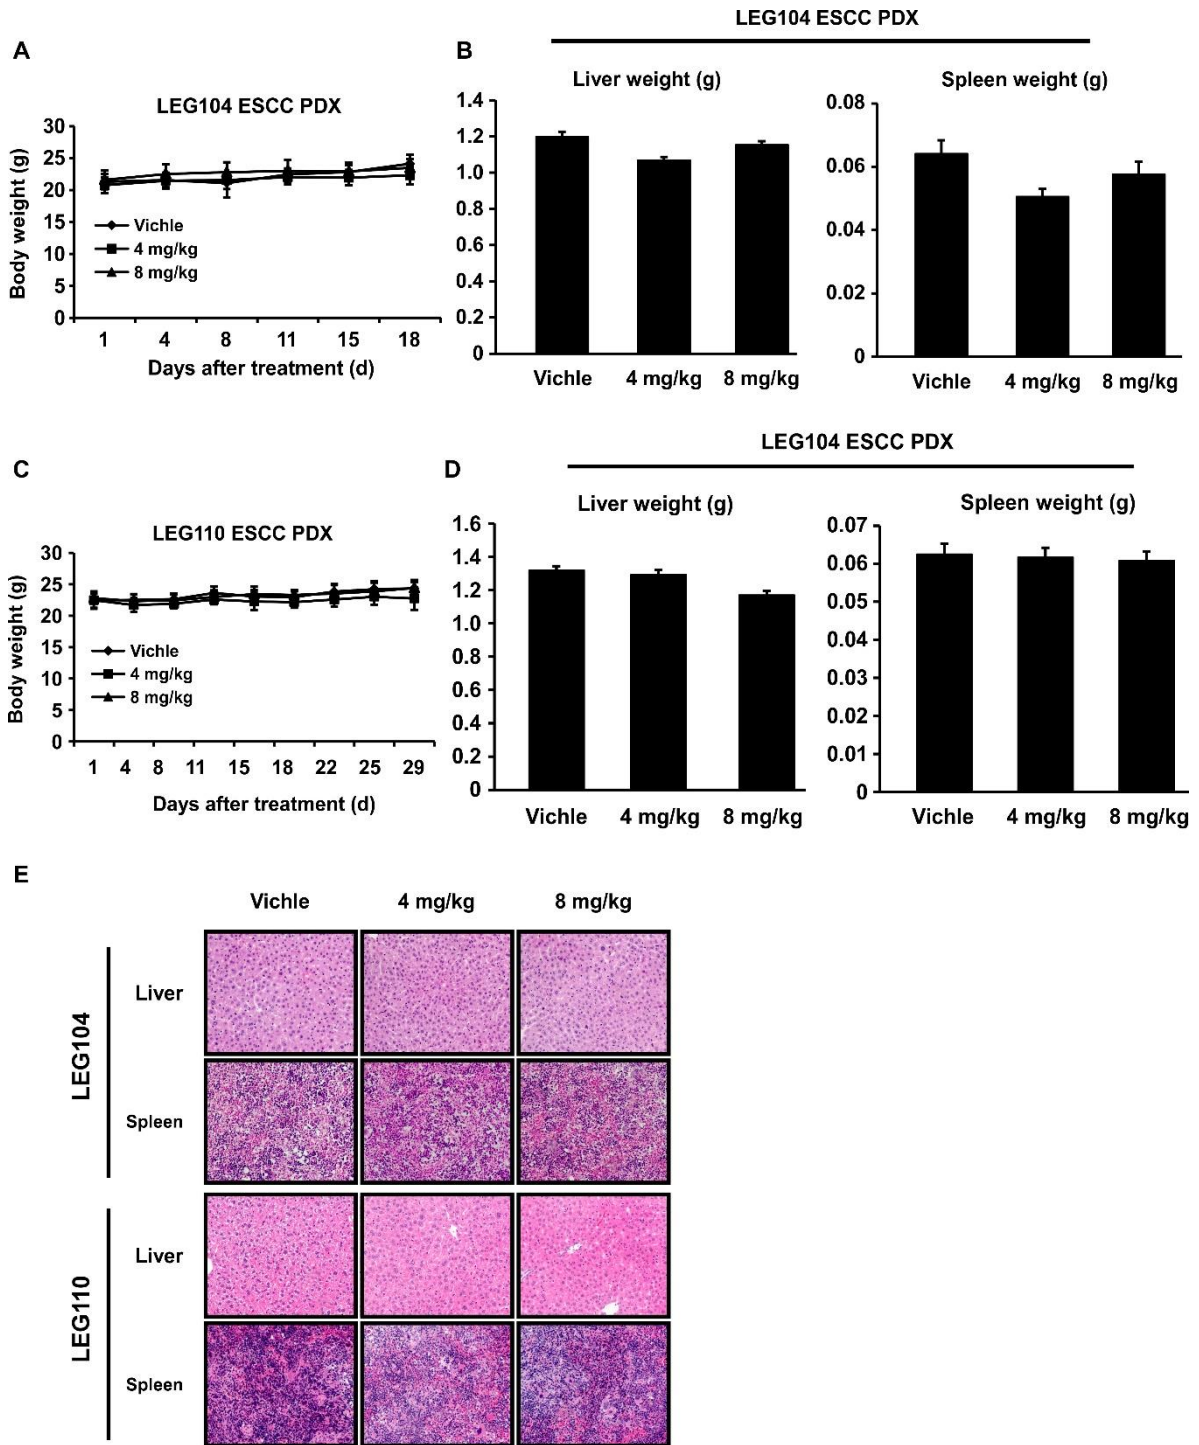 A
LEG104 ESCC PDX
Body weight (g)
30
25
20
15
10
5
0
Vichle
4 mg/kg
8 mg/kg
1 4 8 11 15 18
Days after treatment (d)
B
LEG104 ESCC PDX
Liver weight (g)
1.4
1.2
1.0
0.8
0.6
0.4
0.2
0
Vichle 4 mg/kg 8 mg/kg
Spleen weight (g)
0.08
0.06
0.04
0.02
0
Vichle 4 mg/kg 8 mg/kg
C
LEG110 ESCC PDX
Body weight (g)
30
25
20
15
10
5
0
Vichle
4 mg/kg
8 mg/kg
1 4 8 11 15 18 22 25 29
Days after treatment (d)
D
LEG104 ESCC PDX
Liver weight (g)
1.6
1.4
1.2
1.0
0.8
0.6
0.4
0.2
0
Vichle 4 mg/kg 8 mg/kg
Spleen weight (g)
0.07
0.06
0.05
0.04
0.03
0.02
0.01
0
Vichle 4 mg/kg 8 mg/kg
E
Vichle 4 mg/kg 8 mg/kg
LEG104
Liver
Spleen
LEG110
Liver
Spleen